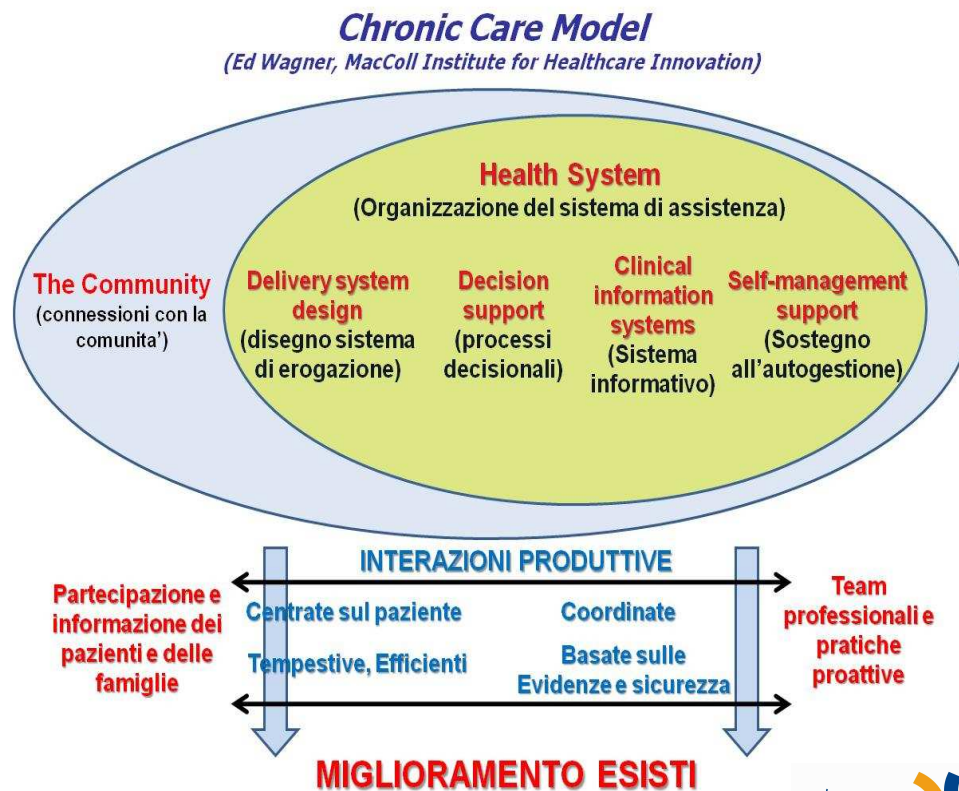 Chronic Care Model
(Ed Wagner, MacColl Institute for Healthcare Innovation)
Health System
(Organizzazione del sistema di assistenza)
The Community
(connessioni con la
comunita’)
Delivery system
design
(disegno sistema
di erogazione)
Decision
support
(processi
decisionali)
Clinical
information
systems
(Sistema
informativo)
Self-management
support
(Sostegno
all’autogestione)
INTERAZIONI PRODUTTIVE
Partecipazione e
informazione dei
pazienti e delle
famiglie
Centrate sul paziente
Tempestive, Efficienti
Coordinate
Basate sulle
Evidenze e sicurezza
Team
professionali e
pratiche
proattive
MIGLIORAMENTO ESISTI